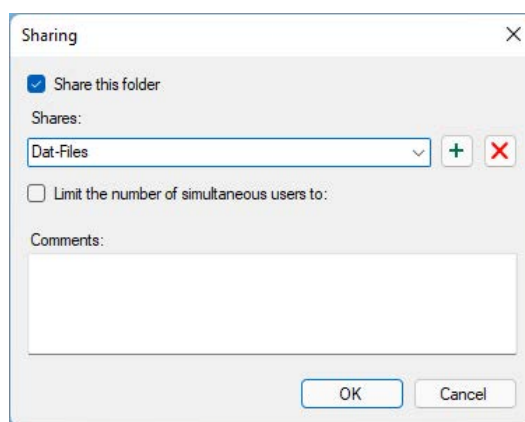 Sharing
Share this folder
Shares:
Dat-Files
Limit the number of simultaneous users to:
Comments:
OK
Cancel